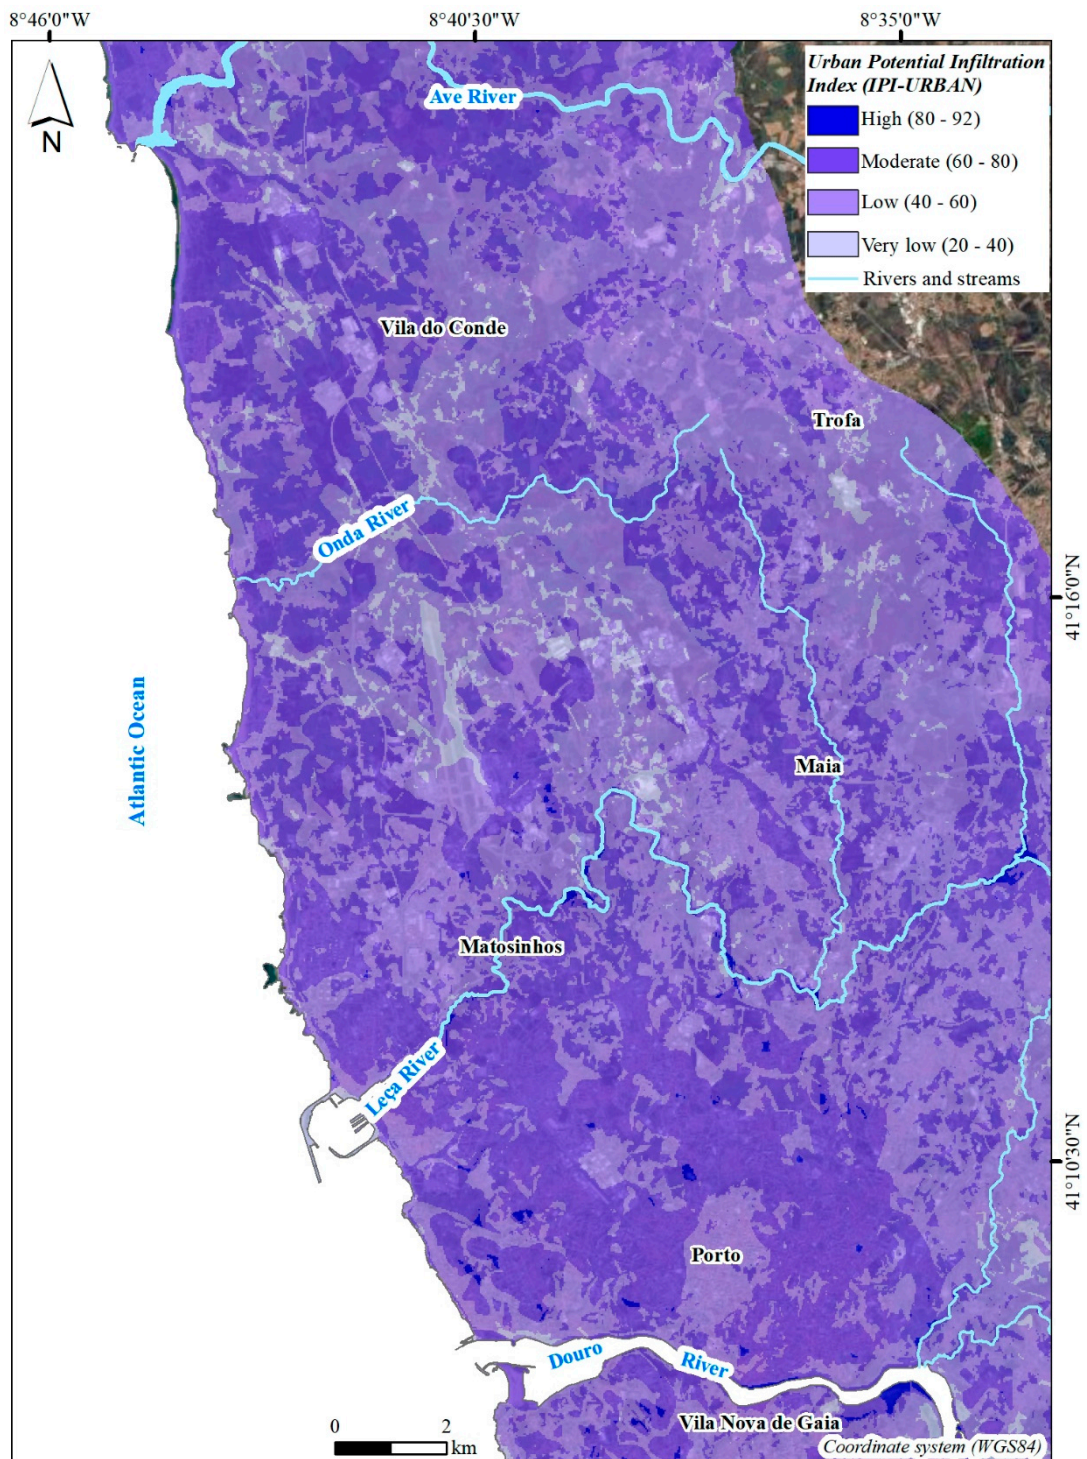 8°46'0"W
8°40'30"W
8°35'0"W
Urban Potential Infiltration
Index (IPI-URBAN)
High (80 - 92)
Moderate (60 - 80)
Low (40 - 60)
Very low (20 - 40)
Rivers and streams
N
Ave River
Vila do Conde
Trofa
Onda River
41°16'0"N
Atlantic Ocean
Maia
Matosinhos
Leça River
41°10'30"N
Porto
Douro
River
Vila Nova de Gaia
0 2
km
Coordinate system (WGS84)